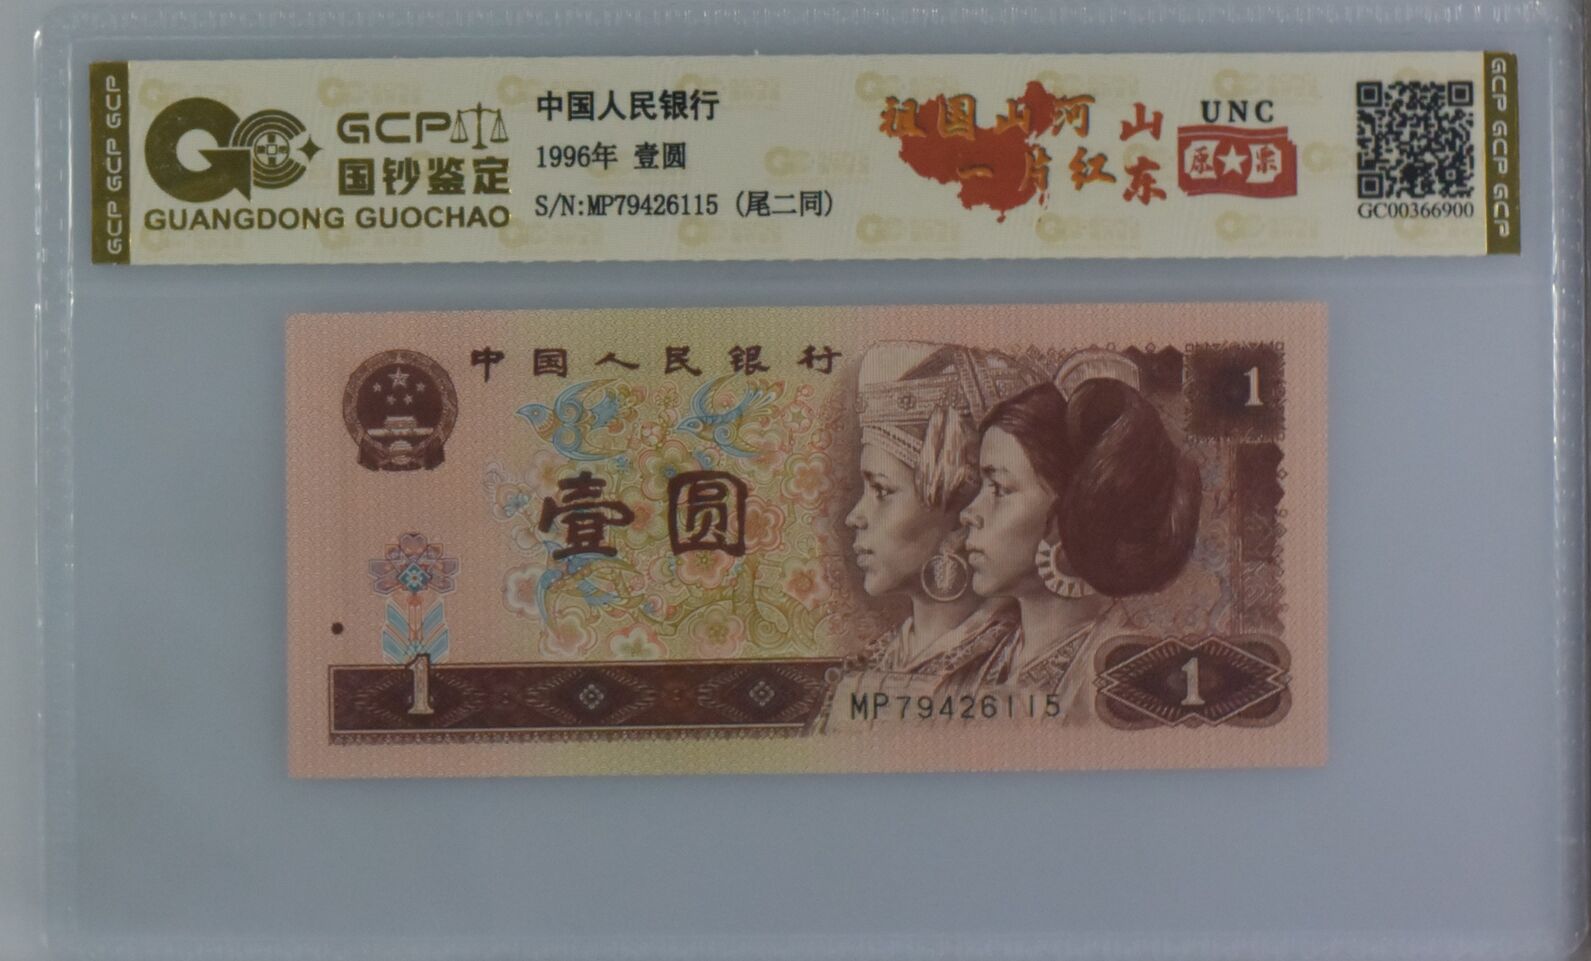 GCP GCP GCP
GCP
国钞鉴定
GUANGDONG GUOCHAO
中国人民银行
1996年 壹圆
S/N:MP79426115 (尾二同)
祖国山河
一片红
山东
UNC
原票
GC00366900
GCP GCP GCP
中国人民银行
1
壹圆
1
MP79426115
1